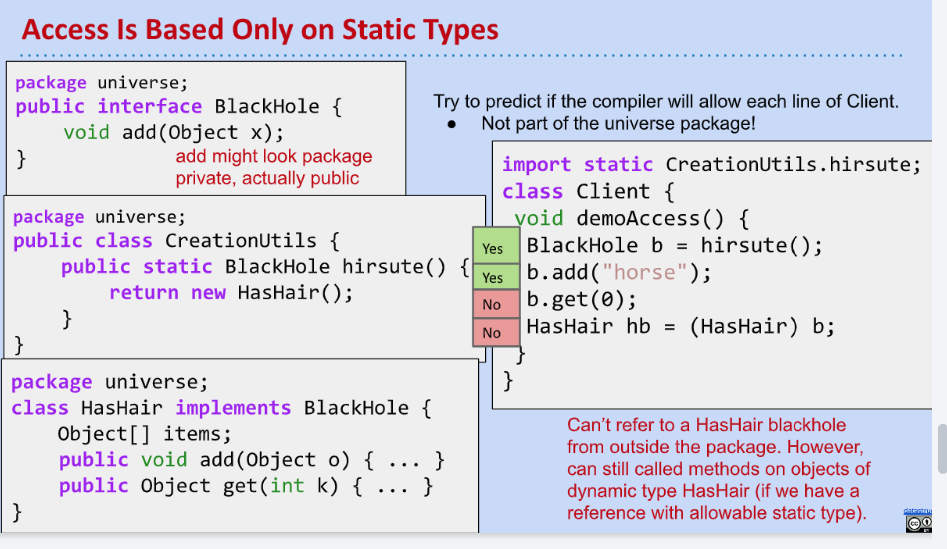 Access Is Based Only on Static Types
package universe;
public interface BlackHole {
void add(Object x);
}
add might look package
private, actually public
package universe;
public class CreationUtils {
public static BlackHole hirsute() {
return new HasHair();
}
}
package universe;
class HasHair implements BlackHole {
Object[] items;
public void add(Object o) { ... }
public Object get(int k) { ... }
}
Try to predict if the compiler will allow each line of Client.
● Not part of the universe package!
import static CreationUtils.hirsute;
class Client {
void demoAccess() {
Yes BlackHole b = hirsute();
Yes b.add("horse");
No b.get(0);
No HasHair hb = (HasHair) b;
}
}
Can't refer to a HasHair blackhole
from outside the package. However,
can still called methods on objects of
dynamic type HasHair (if we have a
reference with allowable static type).